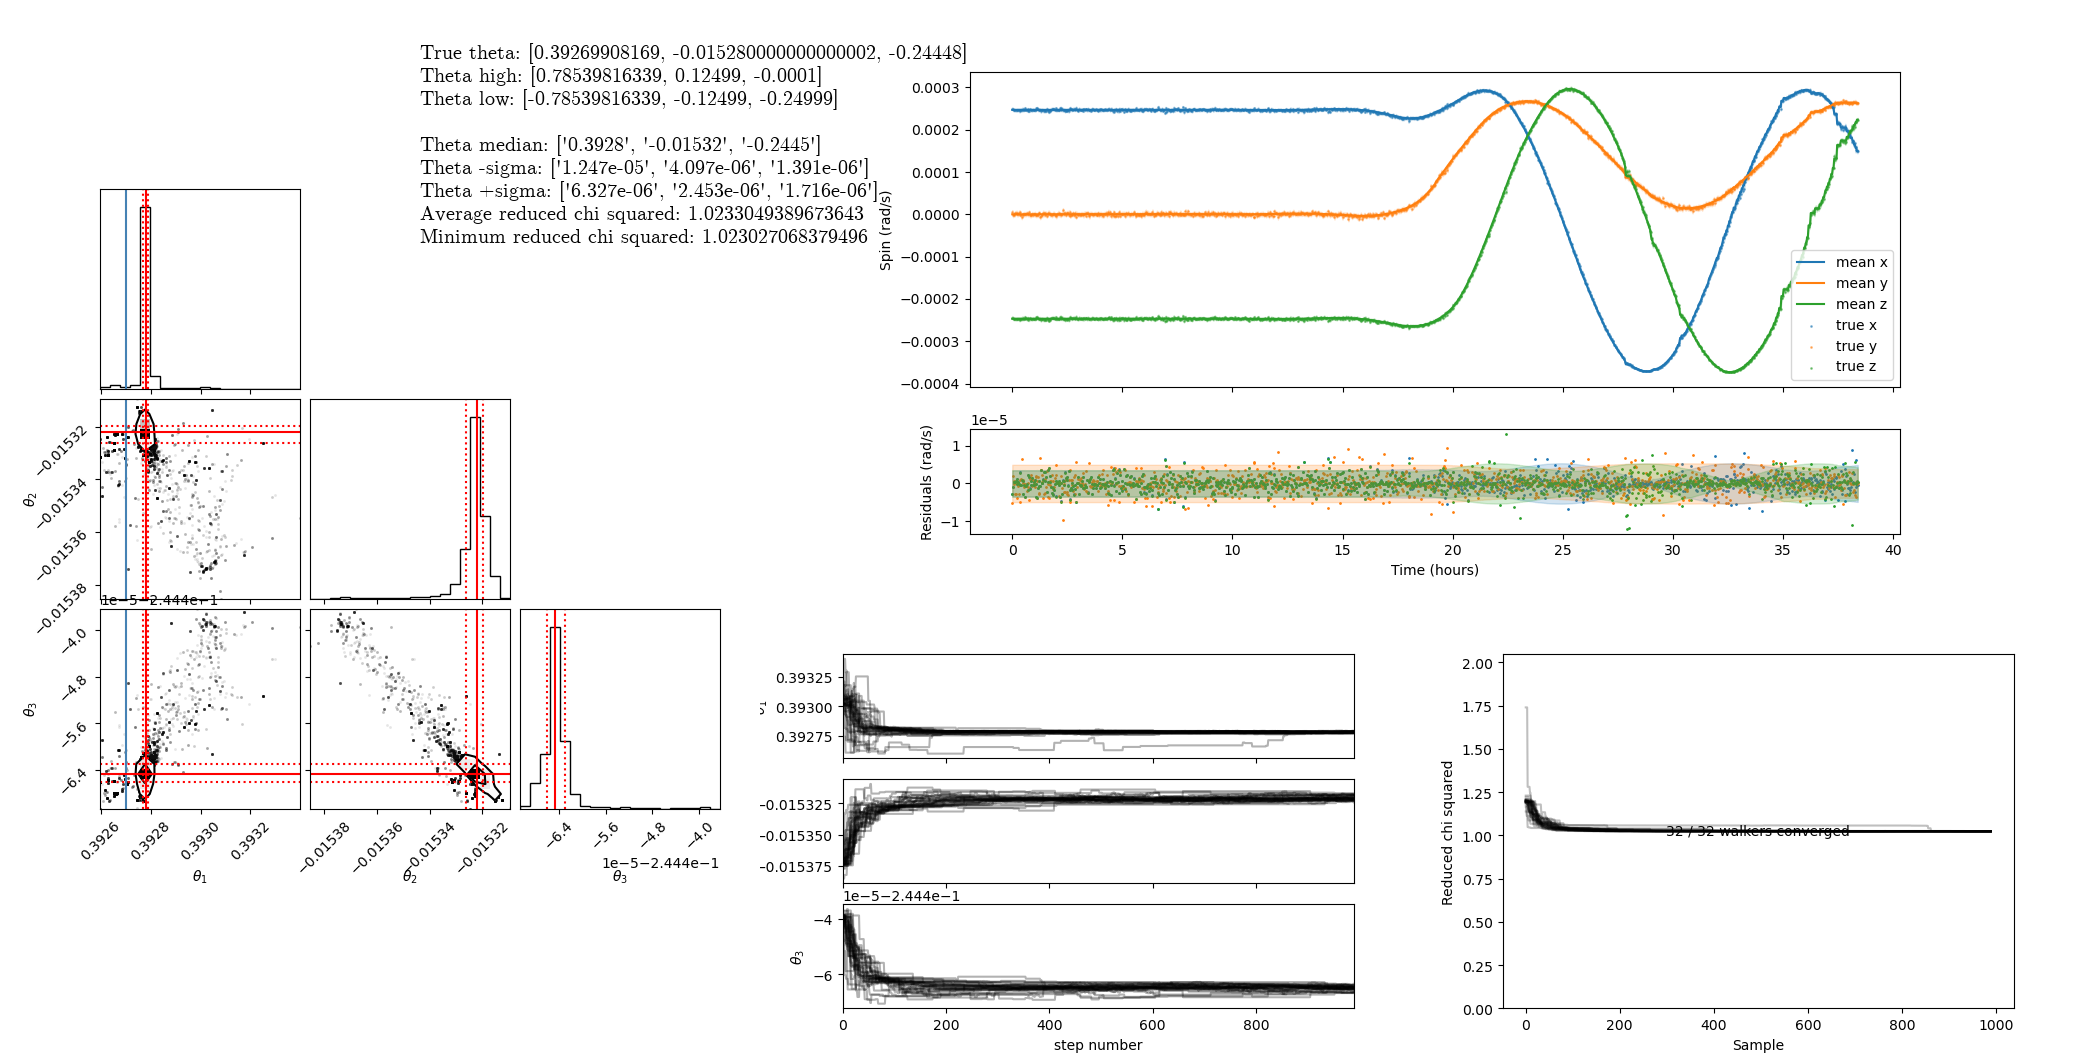 True theta: [0.39269908169, -0.015280000000000002, -0.24448]
Theta high: [0.78539816339, 0.12499, -0.0001]
Theta low: [-0.78539816339, -0.12499, -0.24999]
Theta median: ['0.3928', '-0.01532', '-0.2445']
Theta -sigma: ['1.247e-05', '4.097e-06', '1.391e-06']
Theta +sigma: ['6.327e-06', '2.453e-06', '1.716e-06']
Average reduced chi squared: 1.0233049389673643
Minimum reduced chi squared: 1.023027068379496
0.0003
0.0002
0.0001
0.0000
−0.0001
−0.0002
−0.0003
−0.0004
Spin (rad/s)
mean x
mean y
mean z
true x
true y
true z
1e−5
1
0
−1
Residuals (rad/s)
0
5
10
15
20
25
30
35
40
Time (hours)
−0.01532
−0.01534
−0.01536
−0.01538
θ2
1e−5−2.444e−1
−4.0
−4.8
−5.6
−6.4
θ3
0.3926
0.3928
0.3930
0.3932
θ1
−0.01538
−0.01536
−0.01534
−0.01532
θ2
−6.4
−5.6
−4.8
−4.0
1e−5−2.444e−1
θ3
0.39325
0.39300
0.39275
−0.015325
−0.015350
−0.015375
1e−5−2.444e−1
−4
−6
θ3
0
200
400
600
800
step number
2.00
1.75
1.50
1.25
1.00
0.75
0.50
0.25
0.00
Reduced chi squared
32 / 32 walkers converged
0
200
400
600
800
1000
Sample